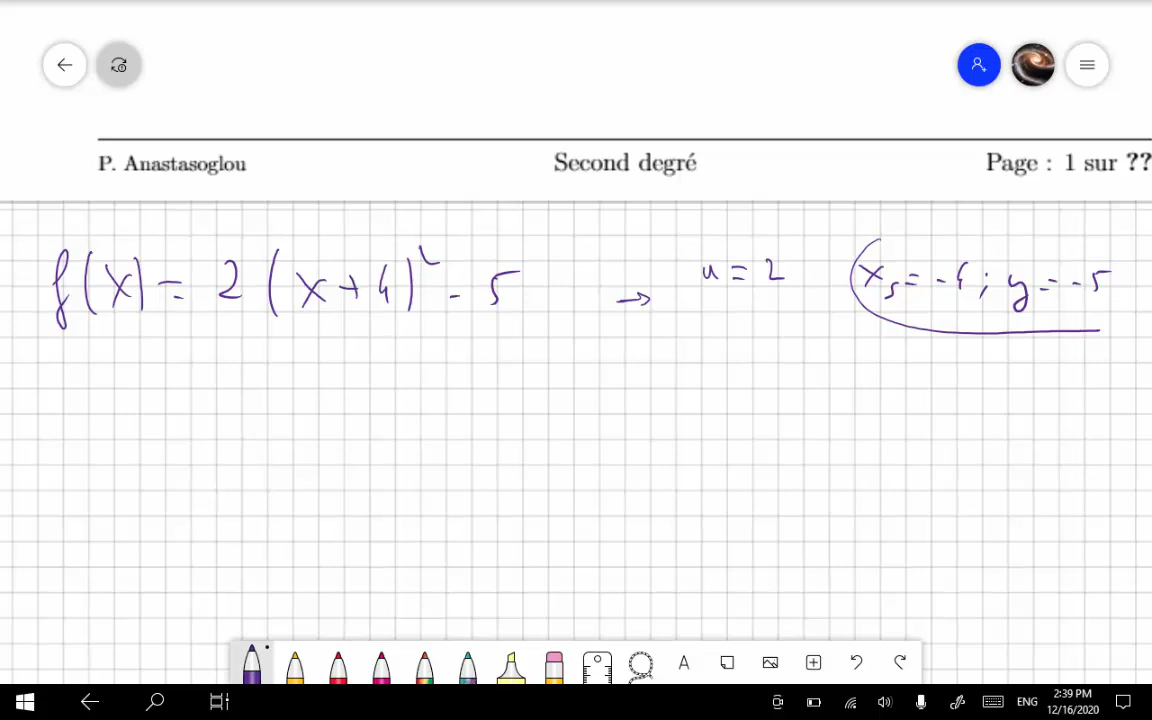 P. Anastasoglou Second degré Page : 1 sur ??
f(x) = 2 (x+4)² - 5 → a = 2 (x_s = -4 ; y = -5
A
ENG
2:39 PM
12/16/2020